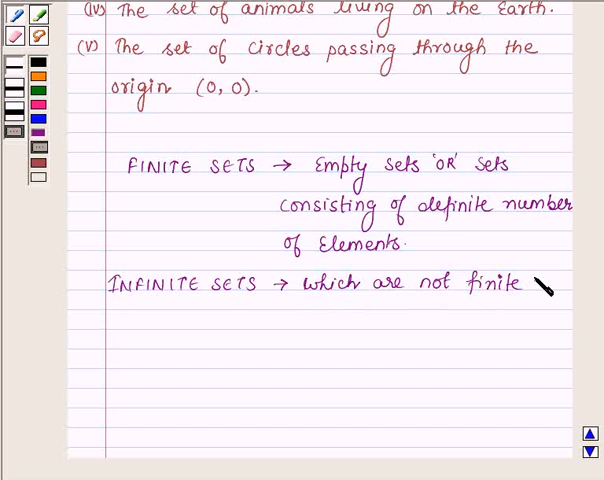 (iv) The set of animals living on the Earth.
(v) The set of circles passing through the
origin (0, 0).
FINITE SETS → Empty sets 'OR' sets
consisting of definite number
of Elements.
INFINITE SETS → which are not finite